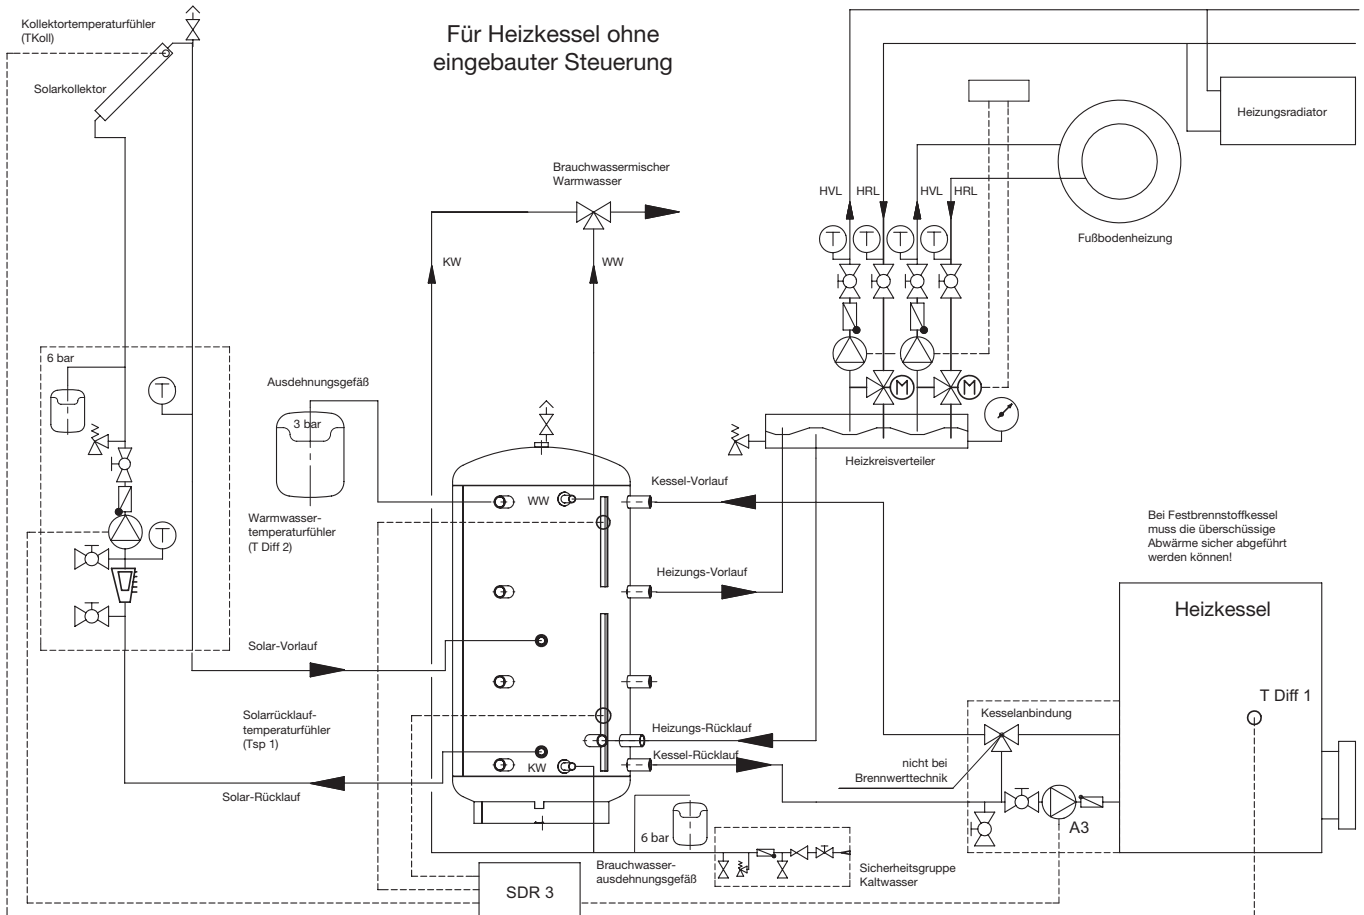 Kollektortemperaturfühler
(TKoll)
Für Heizkessel ohne
eingebauter Steuerung
Solarkollektor
Heizungsradiator
Brauchwassermischer
Warmwasser
HVL
HRL
HVL
HRL
T
T
T
T
Fußbodenheizung
KW
WW
6 bar
T
Ausdehnungsgefäß
3 bar
M
M
Heizkreisverteiler
Kessel-Vorlauf
WW
Warmwasser-
temperaturfühler
(T Diff 2)
T
Bei Festbrennstoffkessel
muss die überschüssige
Abwärme sicher abgeführt
werden können!
Heizungs-Vorlauf
Heizkessel
Solar-Vorlauf
T Diff 1
Solarrücklauf-
temperaturfühler
(Tsp 1)
Kesselanbindung
Heizungs-Rücklauf
Kessel-Rücklauf
KW
nicht bei
Brennwerttechnik
Solar-Rücklauf
A3
6 bar
Brauchwasser-
ausdehnungsgefäß
Sicherheitsgruppe
Kaltwasser
SDR 3